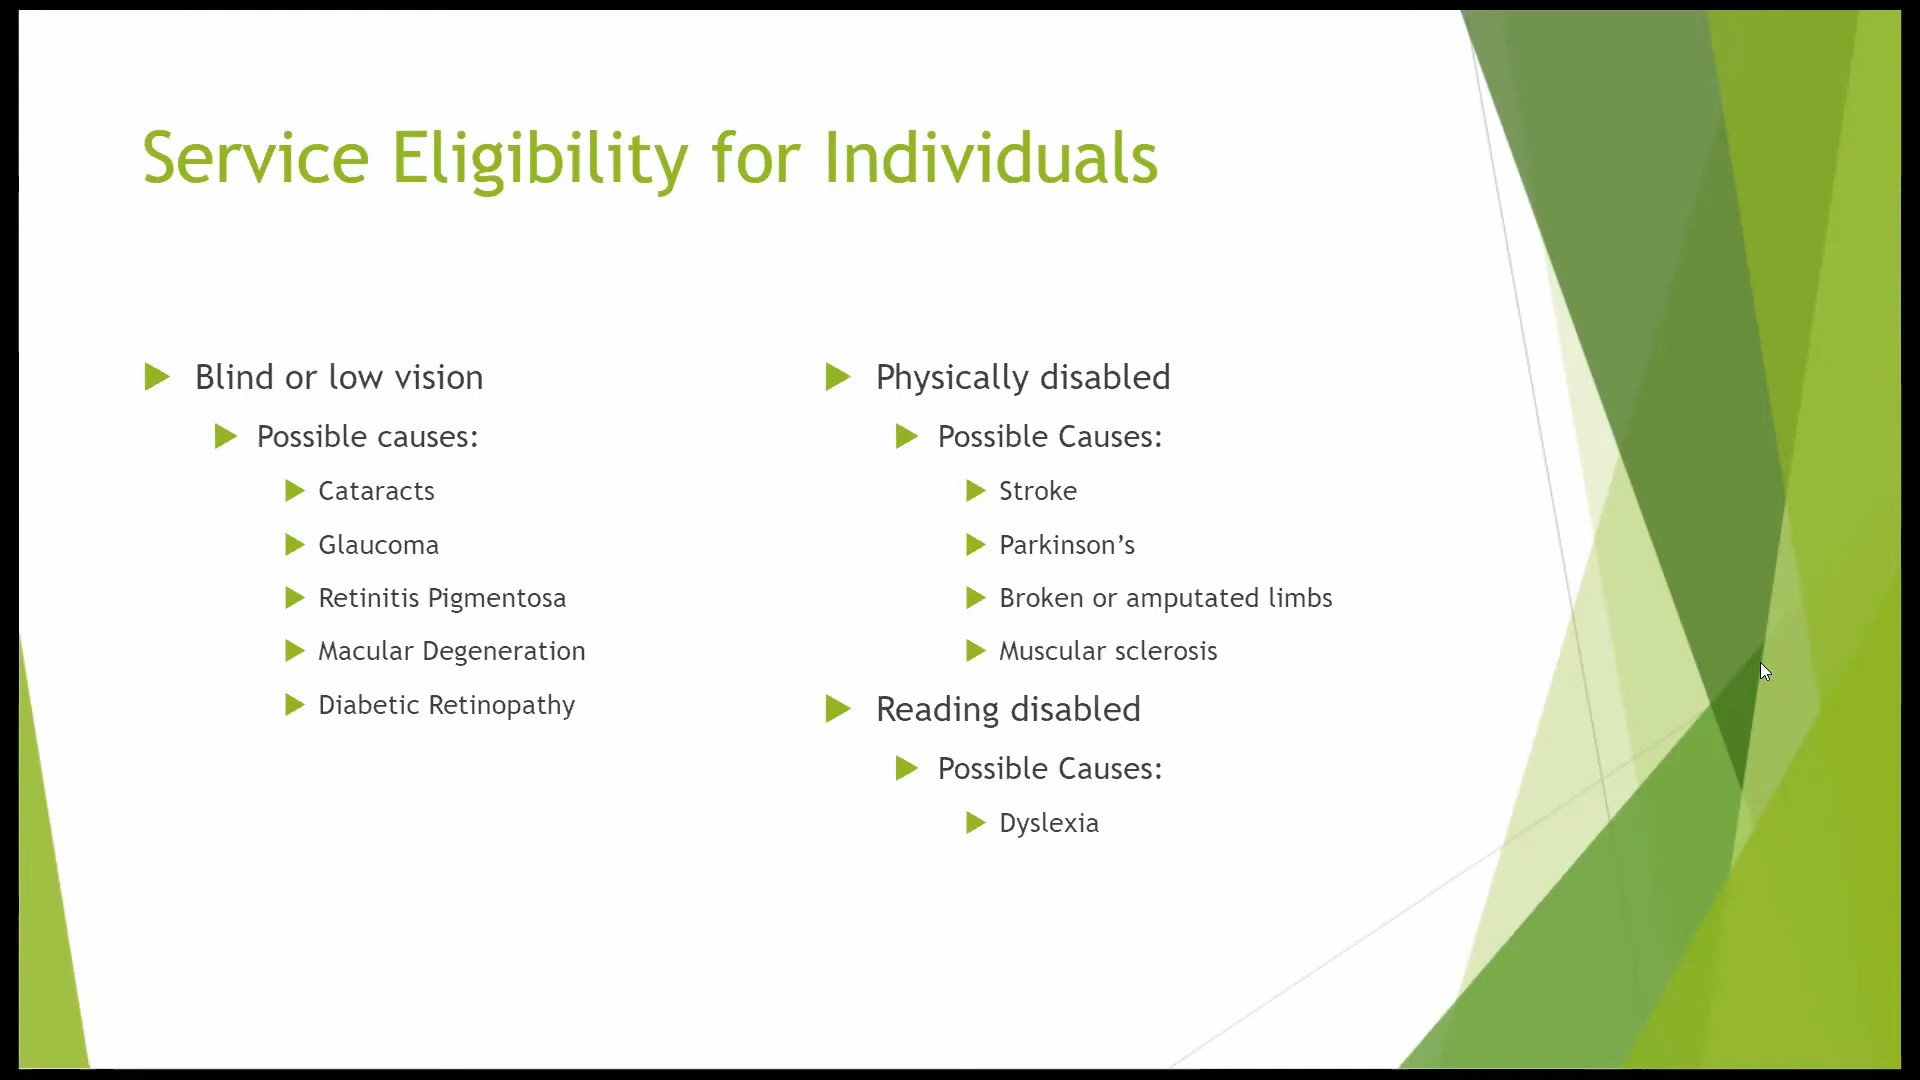 Service Eligibility for Individuals
Blind or low vision
Possible causes:
Cataracts
Glaucoma
Retinitis Pigmentosa
Macular Degeneration
Diabetic Retinopathy
Physically disabled
Possible Causes:
Stroke
Parkinson’s
Broken or amputated limbs
Muscular sclerosis
Reading disabled
Possible Causes:
Dyslexia